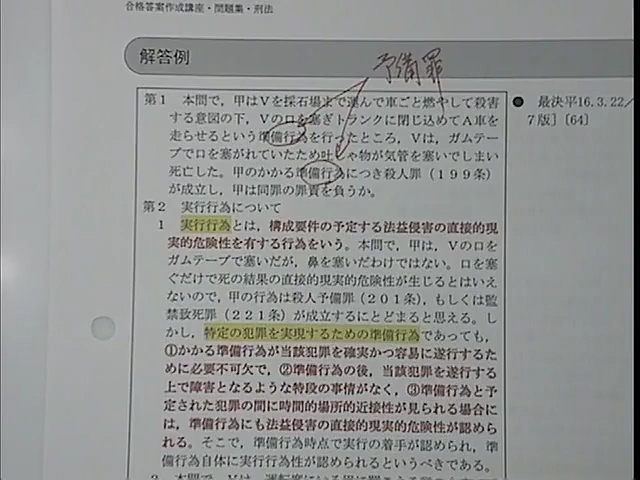 合格答案作成講座・問題集・刑法
解答例
予備罪
第1 本問で，甲はVを採石場まで運んで車ごと燃やして殺害
する意図の下，Vの口を塞ぎトランクに閉じ込めてA車を
走らせるという準備行為を行ったところ，Vは，ガムテー
プで口を塞がれていたため吐しゃ物が気管を塞いでしまい
死亡した。甲のかかる準備行為につき殺人罪（199条）
が成立し，甲は同罪の罪責を負うか。
第2 実行行為について
1 実行行為とは，構成要件の予定する法益侵害の直接的現
実的危険性を有する行為をいう。本問で，甲は，Vの口を
ガムテープで塞いだが，鼻を塞いだわけではない。口を塞
ぐだけで死の結果の直接的現実的危険性が生じるとはいえ
ないので，甲の行為は殺人予備罪（201条），もしくは監
禁致死罪（221条）が成立するにとどまると思える。し
かし，特定の犯罪を実現するための準備行為であっても，
①かかる準備行為が当該犯罪を確実かつ容易に遂行するた
めに必要不可欠で，②準備行為の後，当該犯罪を遂行する
上で障害となるような特段の事情がなく，③準備行為と予
定された犯罪の間に時間的場所的近接性が見られる場合に
は，準備行為にも法益侵害の直接的現実的危険性が認めら
れる。そこで，準備行為時点で実行の着手が認められ，準
備行為自体に実行行為性が認められるというべきである。
● 最決平16.3.22／
7版］［64］